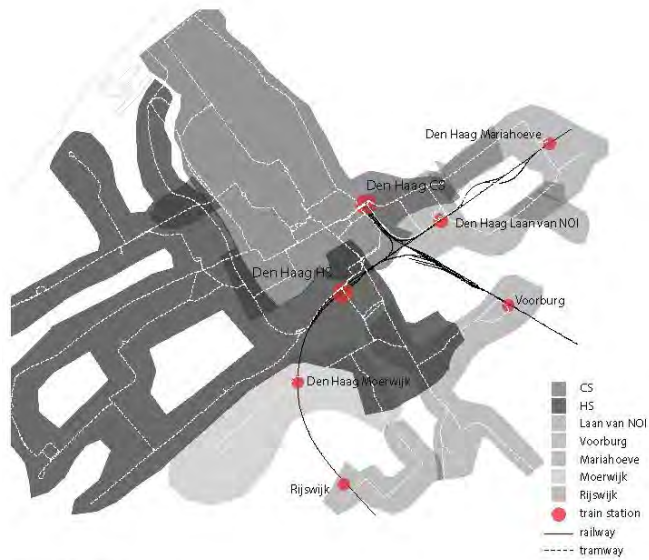 Den Haag Mariahoeve
Den Haag CS
Den Haag Laan van NOI
Den Haag HS
Voorburg
Den Haag Moerwijk
Rijswijk
CS
HS
Laan van NOI
Voorburg
Mariahoeve
Moerwijk
Rijswijk
train station
railway
tramway